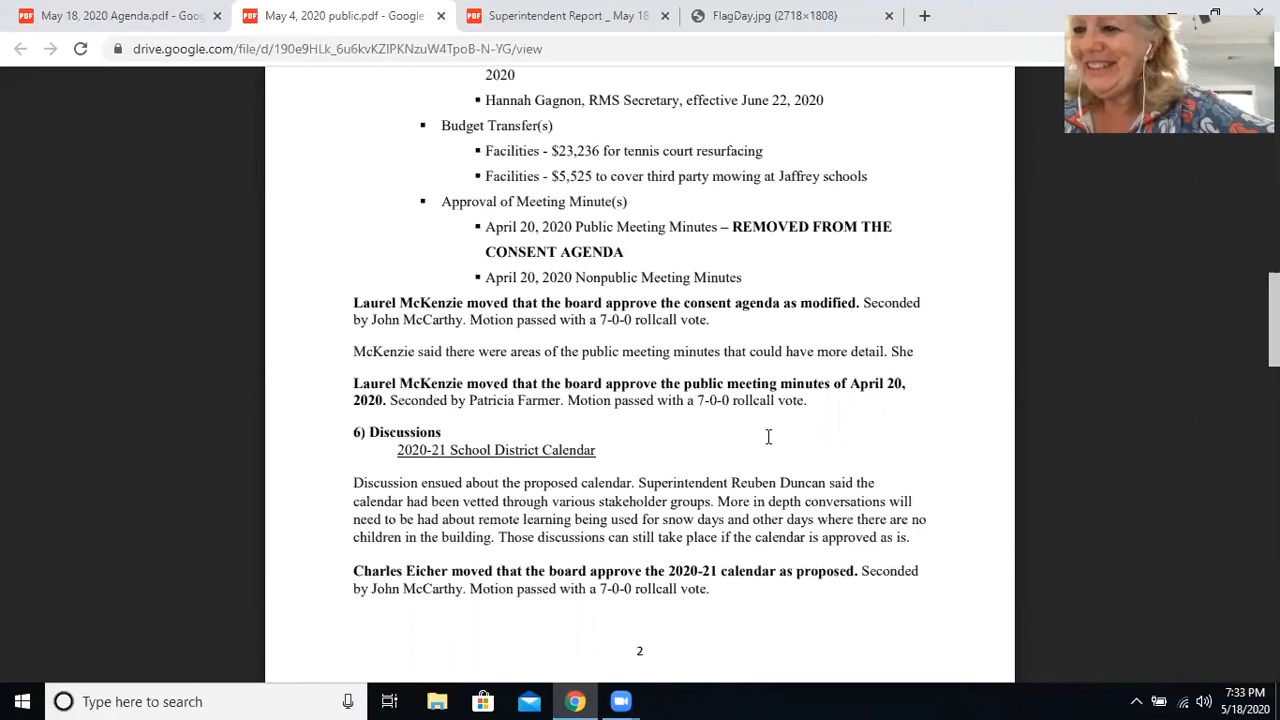 May 18, 2020 Agenda.pdf - Goog
May 4, 2020 public.pdf - Google
Superintendent Report _ May 18
FlagDay.jpg (2718×1808)
drive.google.com/file/d/190e9HLk_6u6kvKZlPKNzuW4TpoB-N-YG/view
2020
▪ Hannah Gagnon, RMS Secretary, effective June 22, 2020
▪ Budget Transfer(s)
▪ Facilities - $23,236 for tennis court resurfacing
▪ Facilities - $5,525 to cover third party mowing at Jaffrey schools
▪ Approval of Meeting Minute(s)
▪ April 20, 2020 Public Meeting Minutes – REMOVED FROM THE
CONSENT AGENDA
▪ April 20, 2020 Nonpublic Meeting Minutes
Laurel McKenzie moved that the board approve the consent agenda as modified. Seconded
by John McCarthy. Motion passed with a 7-0-0 rollcall vote.
McKenzie said there were areas of the public meeting minutes that could have more detail. She
Laurel McKenzie moved that the board approve the public meeting minutes of April 20,
2020. Seconded by Patricia Farmer. Motion passed with a 7-0-0 rollcall vote.
6) Discussions
2020-21 School District Calendar
Discussion ensued about the proposed calendar. Superintendent Reuben Duncan said the
calendar had been vetted through various stakeholder groups. More in depth conversations will
need to be had about remote learning being used for snow days and other days where there are no
children in the building. Those discussions can still take place if the calendar is approved as is.
Charles Eicher moved that the board approve the 2020-21 calendar as proposed. Seconded
by John McCarthy. Motion passed with a 7-0-0 rollcall vote.
2
Type here to search
7:33 PM
5/18/2020